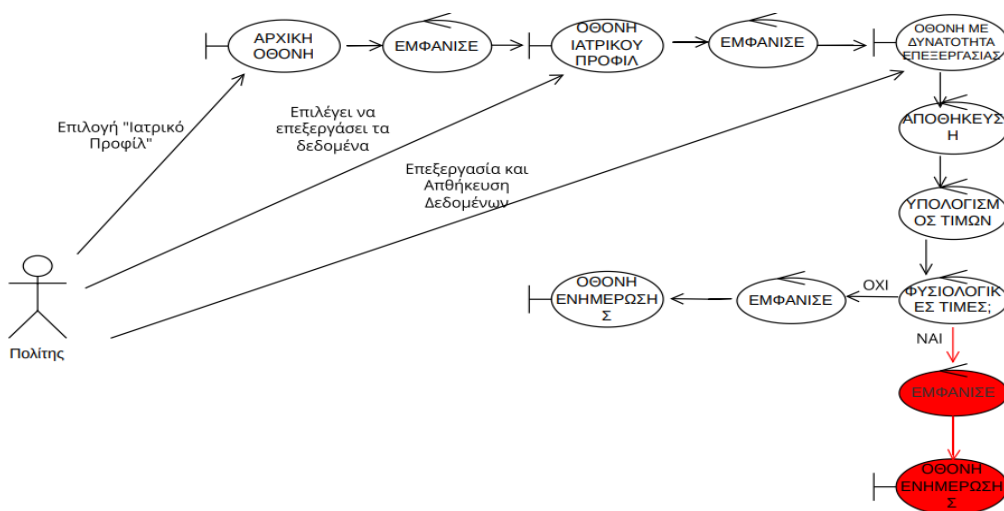 ΑΡΧΙΚΗ
ΟΘΟΝΗ
ΕΜΦΑΝΙΣΕ
ΟΘΟΝΗ
ΙΑΤΡΙΚΟΥ
ΠΡΟΦΙΛ
ΕΜΦΑΝΙΣΕ
ΟΘΟΝΗ ΜΕ
ΔΥΝΑΤΟΤΗΤΑ
ΕΠΕΞΕΡΓΑΣΙΑΣ
Επιλογή "Ιατρικό
Προφίλ"
Επιλέγει να
επεξεργάσει τα
δεδομένα
Επεξεργασία και
Απθήκευση
Δεδομένων
ΑΠΟΘΗΚΕΥΣ
Η
ΥΠΟΛΟΓΙΣΜ
ΟΣ ΤΙΜΩΝ
Πολίτης
ΟΘΟΝΗ
ΕΝΗΜΕΡΩΣΗ
Σ
ΕΜΦΑΝΙΣΕ
ΟΧΙ
ΦΥΣΙΟΛΟΓΙΚ
ΕΣ ΤΙΜΕΣ;
ΝΑΙ
ΕΜΦΑΝΙΣΕ
ΟΘΟΝΗ
ΕΝΗΜΕΡΩΣΗ
Σ